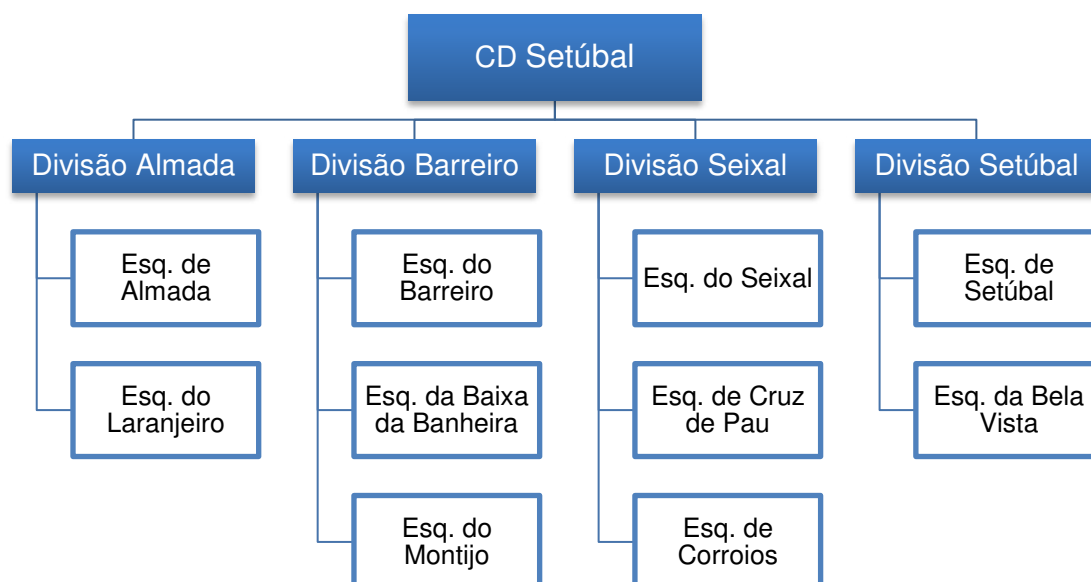 CD Setúbal
Divisão Almada
Divisão Barreiro
Divisão Seixal
Divisão Setúbal
Esq. de
Almada
Esq. do
Laranjeiro
Esq. do
Barreiro
Esq. da Baixa
da Banheira
Esq. do
Montijo
Esq. do Seixal
Esq. de Cruz
de Pau
Esq. de
Corroios
Esq. de
Setúbal
Esq. da Bela
Vista